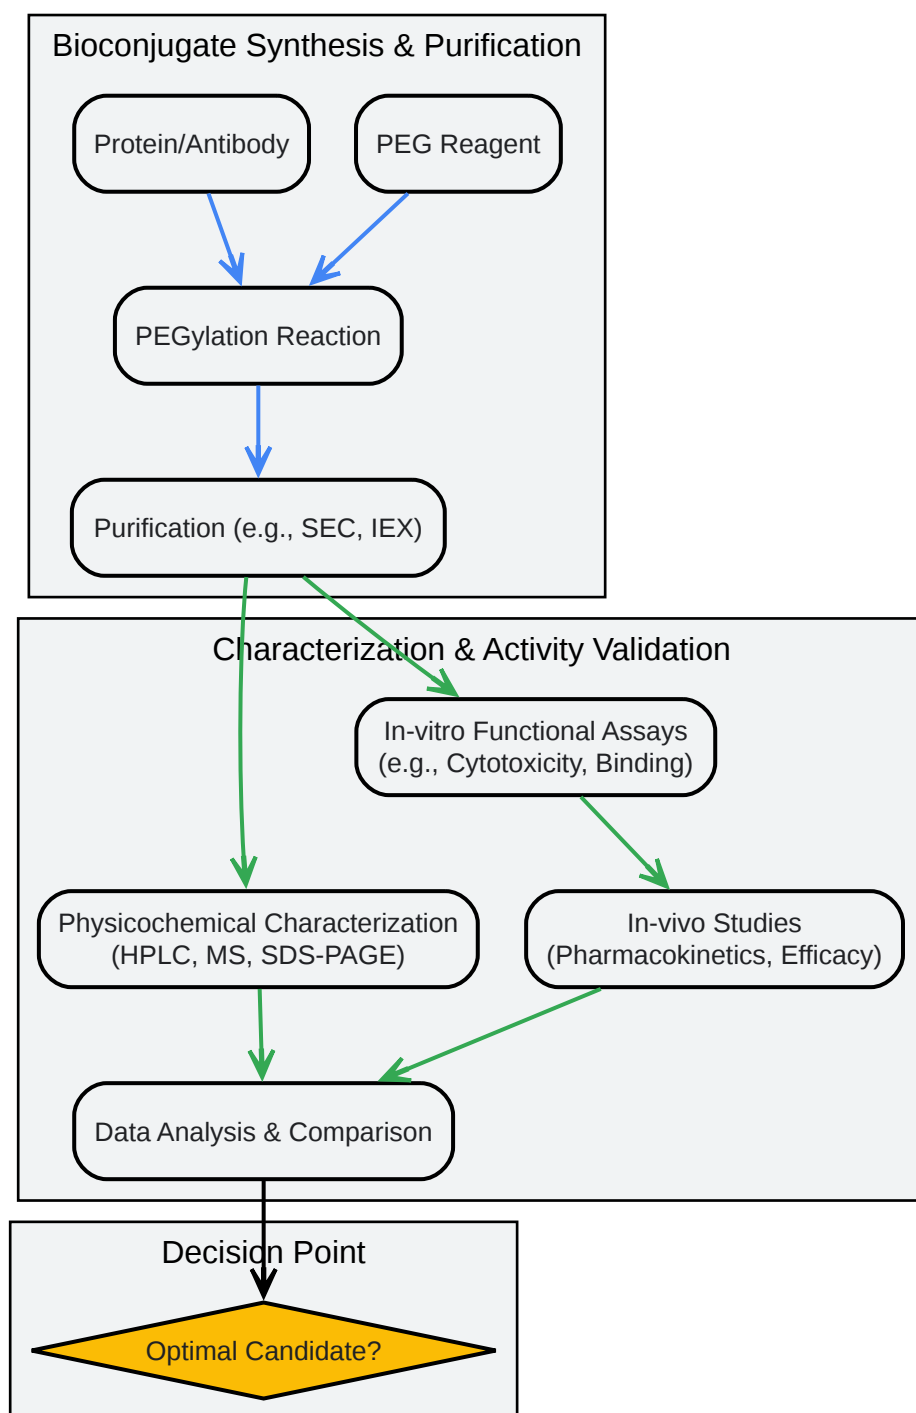 Bioconjugate Synthesis & Purification
Protein/Antibody
PEG Reagent
PEGylation Reaction
Purification (e.g., SEC, IEX)
Characterization & Activity Validation
In-vitro Functional Assays
(e.g., Cytotoxicity, Binding)
Physicochemical Characterization
(HPLC, MS, SDS-PAGE)
In-vivo Studies
(Pharmacokinetics, Efficacy)
Data Analysis & Comparison
Decision Point
Optimal Candidate?